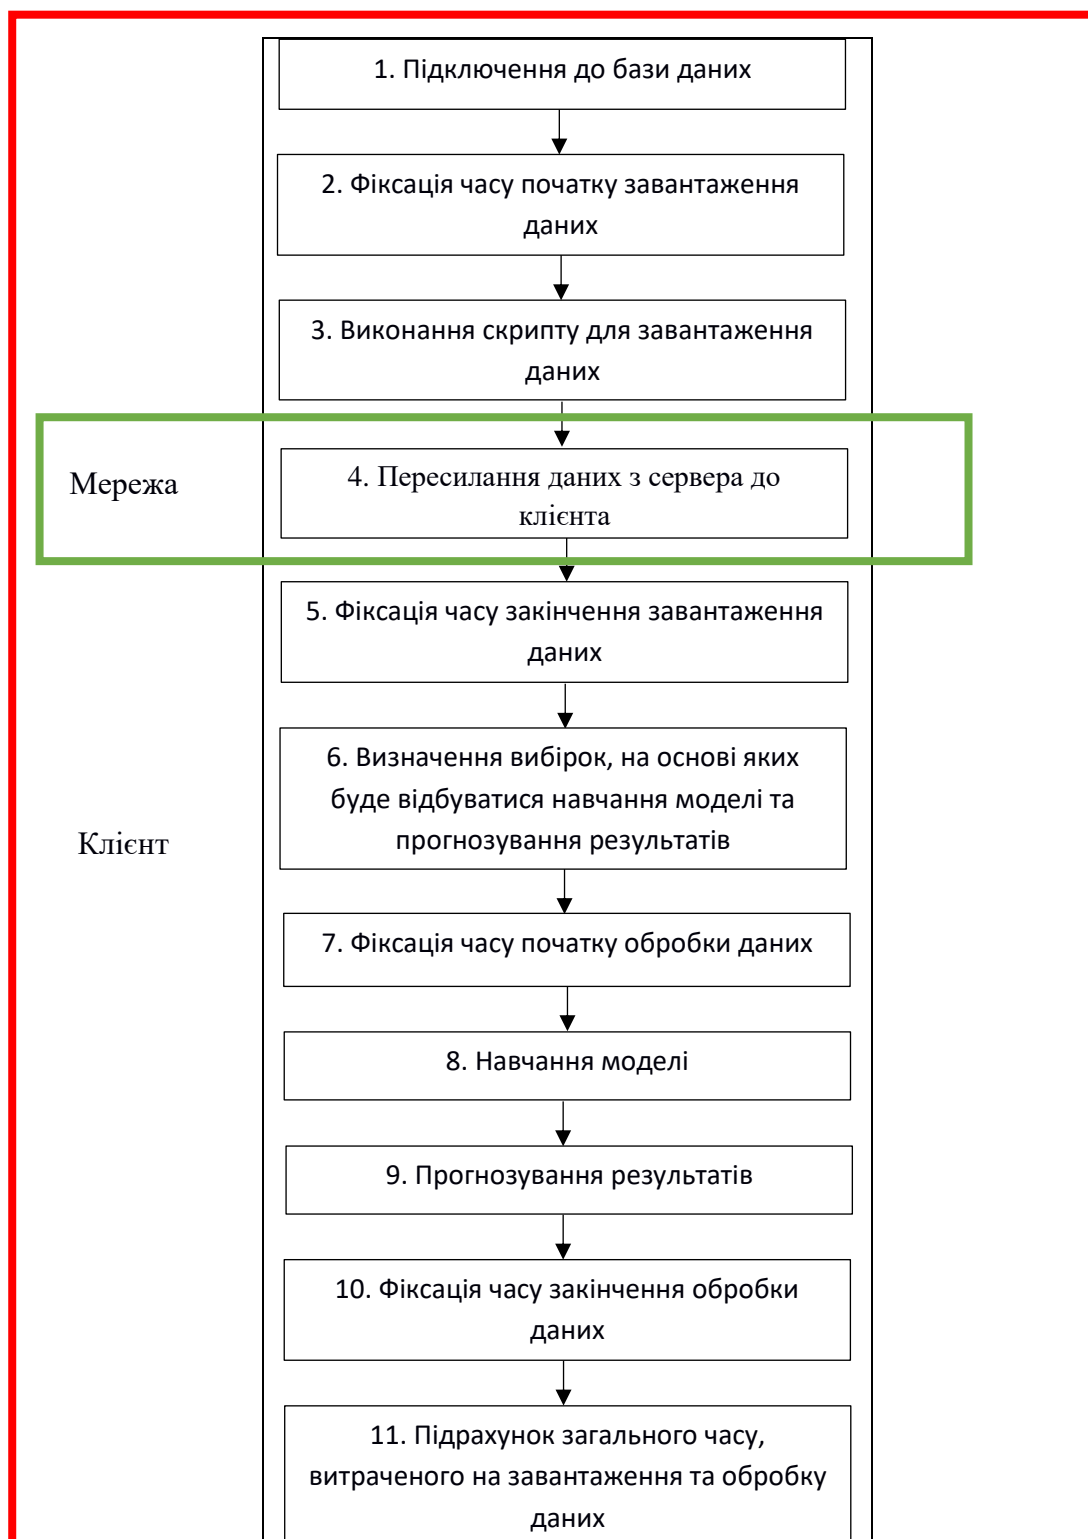 1. Підключення до бази даних
2. Фіксація часу початку завантаження
даних
3. Виконання скрипту для завантаження
даних
Мережа
4. Пересилання даних з сервера до
клієнта
5. Фіксація часу закінчення завантаження
даних
6. Визначення вибірок, на основі яких
буде відбуватися навчання моделі та
прогнозування результатів
Клієнт
7. Фіксація часу початку обробки даних
8. Навчання моделі
9. Прогнозування результатів
10. Фіксація часу закінчення обробки
даних
11. Підрахунок загального часу,
витраченого на завантаження та обробку
даних